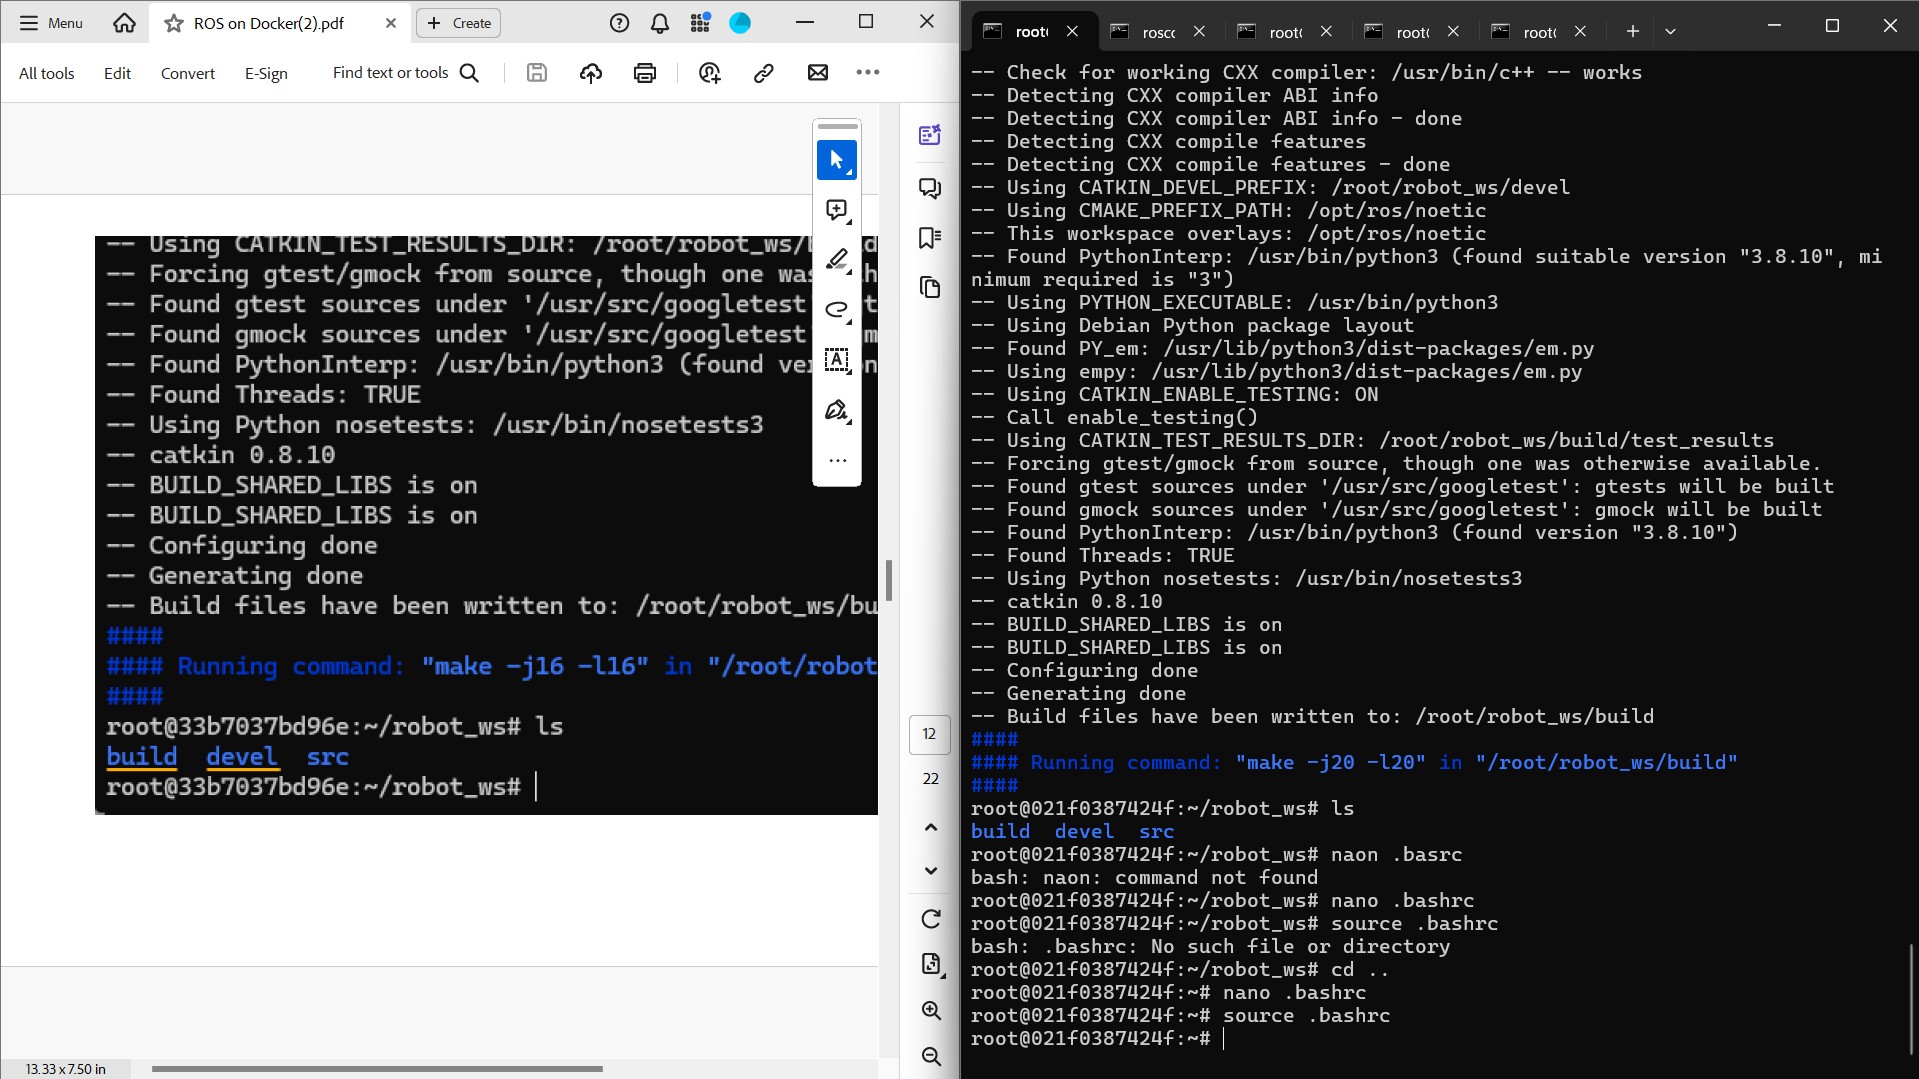 Menu
ROS on Docker(2).pdf
Create
All tools
Edit
Convert
E-Sign
Find text or tools
-- Using CATKIN_TEST_RESULTS_DIR: /root/robot_ws/
-- Forcing gtest/gmock from source, though one was
-- Found gtest sources under '/usr/src/googletest
-- Found gmock sources under '/usr/src/googletest
-- Found PythonInterp: /usr/bin/python3 (found
-- Found Threads: TRUE
-- Using Python nosetests: /usr/bin/nosetests3
-- catkin 0.8.10
-- BUILD_SHARED_LIBS is on
-- BUILD_SHARED_LIBS is on
-- Configuring done
-- Generating done
-- Build files have been written to: /root/robot_ws/bu
####
#### Running command: "make -j16 -l16" in "/root/robot
####
root@33b7037bd96e:~/robot_ws# ls
build devel src
root@33b7037bd96e:~/robot_ws#
12
22
13.33 x 7.50 in
root(
rosc
root(
root(
root(
-- Check for working CXX compiler: /usr/bin/c++ -- works
-- Detecting CXX compiler ABI info
-- Detecting CXX compiler ABI info - done
-- Detecting CXX compile features
-- Detecting CXX compile features - done
-- Using CATKIN_DEVEL_PREFIX: /root/robot_ws/devel
-- Using CMAKE_PREFIX_PATH: /opt/ros/noetic
-- This workspace overlays: /opt/ros/noetic
-- Found PythonInterp: /usr/bin/python3 (found suitable version "3.8.10", mi
nimum required is "3")
-- Using PYTHON_EXECUTABLE: /usr/bin/python3
-- Using Debian Python package layout
-- Found PY_em: /usr/lib/python3/dist-packages/em.py
-- Using empy: /usr/lib/python3/dist-packages/em.py
-- Using CATKIN_ENABLE_TESTING: ON
-- Call enable_testing()
-- Using CATKIN_TEST_RESULTS_DIR: /root/robot_ws/build/test_results
-- Forcing gtest/gmock from source, though one was otherwise available.
-- Found gtest sources under '/usr/src/googletest': gtests will be built
-- Found gmock sources under '/usr/src/googletest': gmock will be built
-- Found PythonInterp: /usr/bin/python3 (found version "3.8.10")
-- Found Threads: TRUE
-- Using Python nosetests: /usr/bin/nosetests3
-- catkin 0.8.10
-- BUILD_SHARED_LIBS is on
-- BUILD_SHARED_LIBS is on
-- Configuring done
-- Generating done
-- Build files have been written to: /root/robot_ws/build
####
#### Running command: "make -j20 -l20" in "/root/robot_ws/build"
####
root@021f0387424f:~/robot_ws# ls
build devel src
root@021f0387424f:~/robot_ws# naon .basrc
bash: naon: command not found
root@021f0387424f:~/robot_ws# nano .bashrc
root@021f0387424f:~/robot_ws# source .bashrc
bash: .bashrc: No such file or directory
root@021f0387424f:~/robot_ws# cd ..
root@021f0387424f:~# nano .bashrc
root@021f0387424f:~# source .bashrc
root@021f0387424f:~#